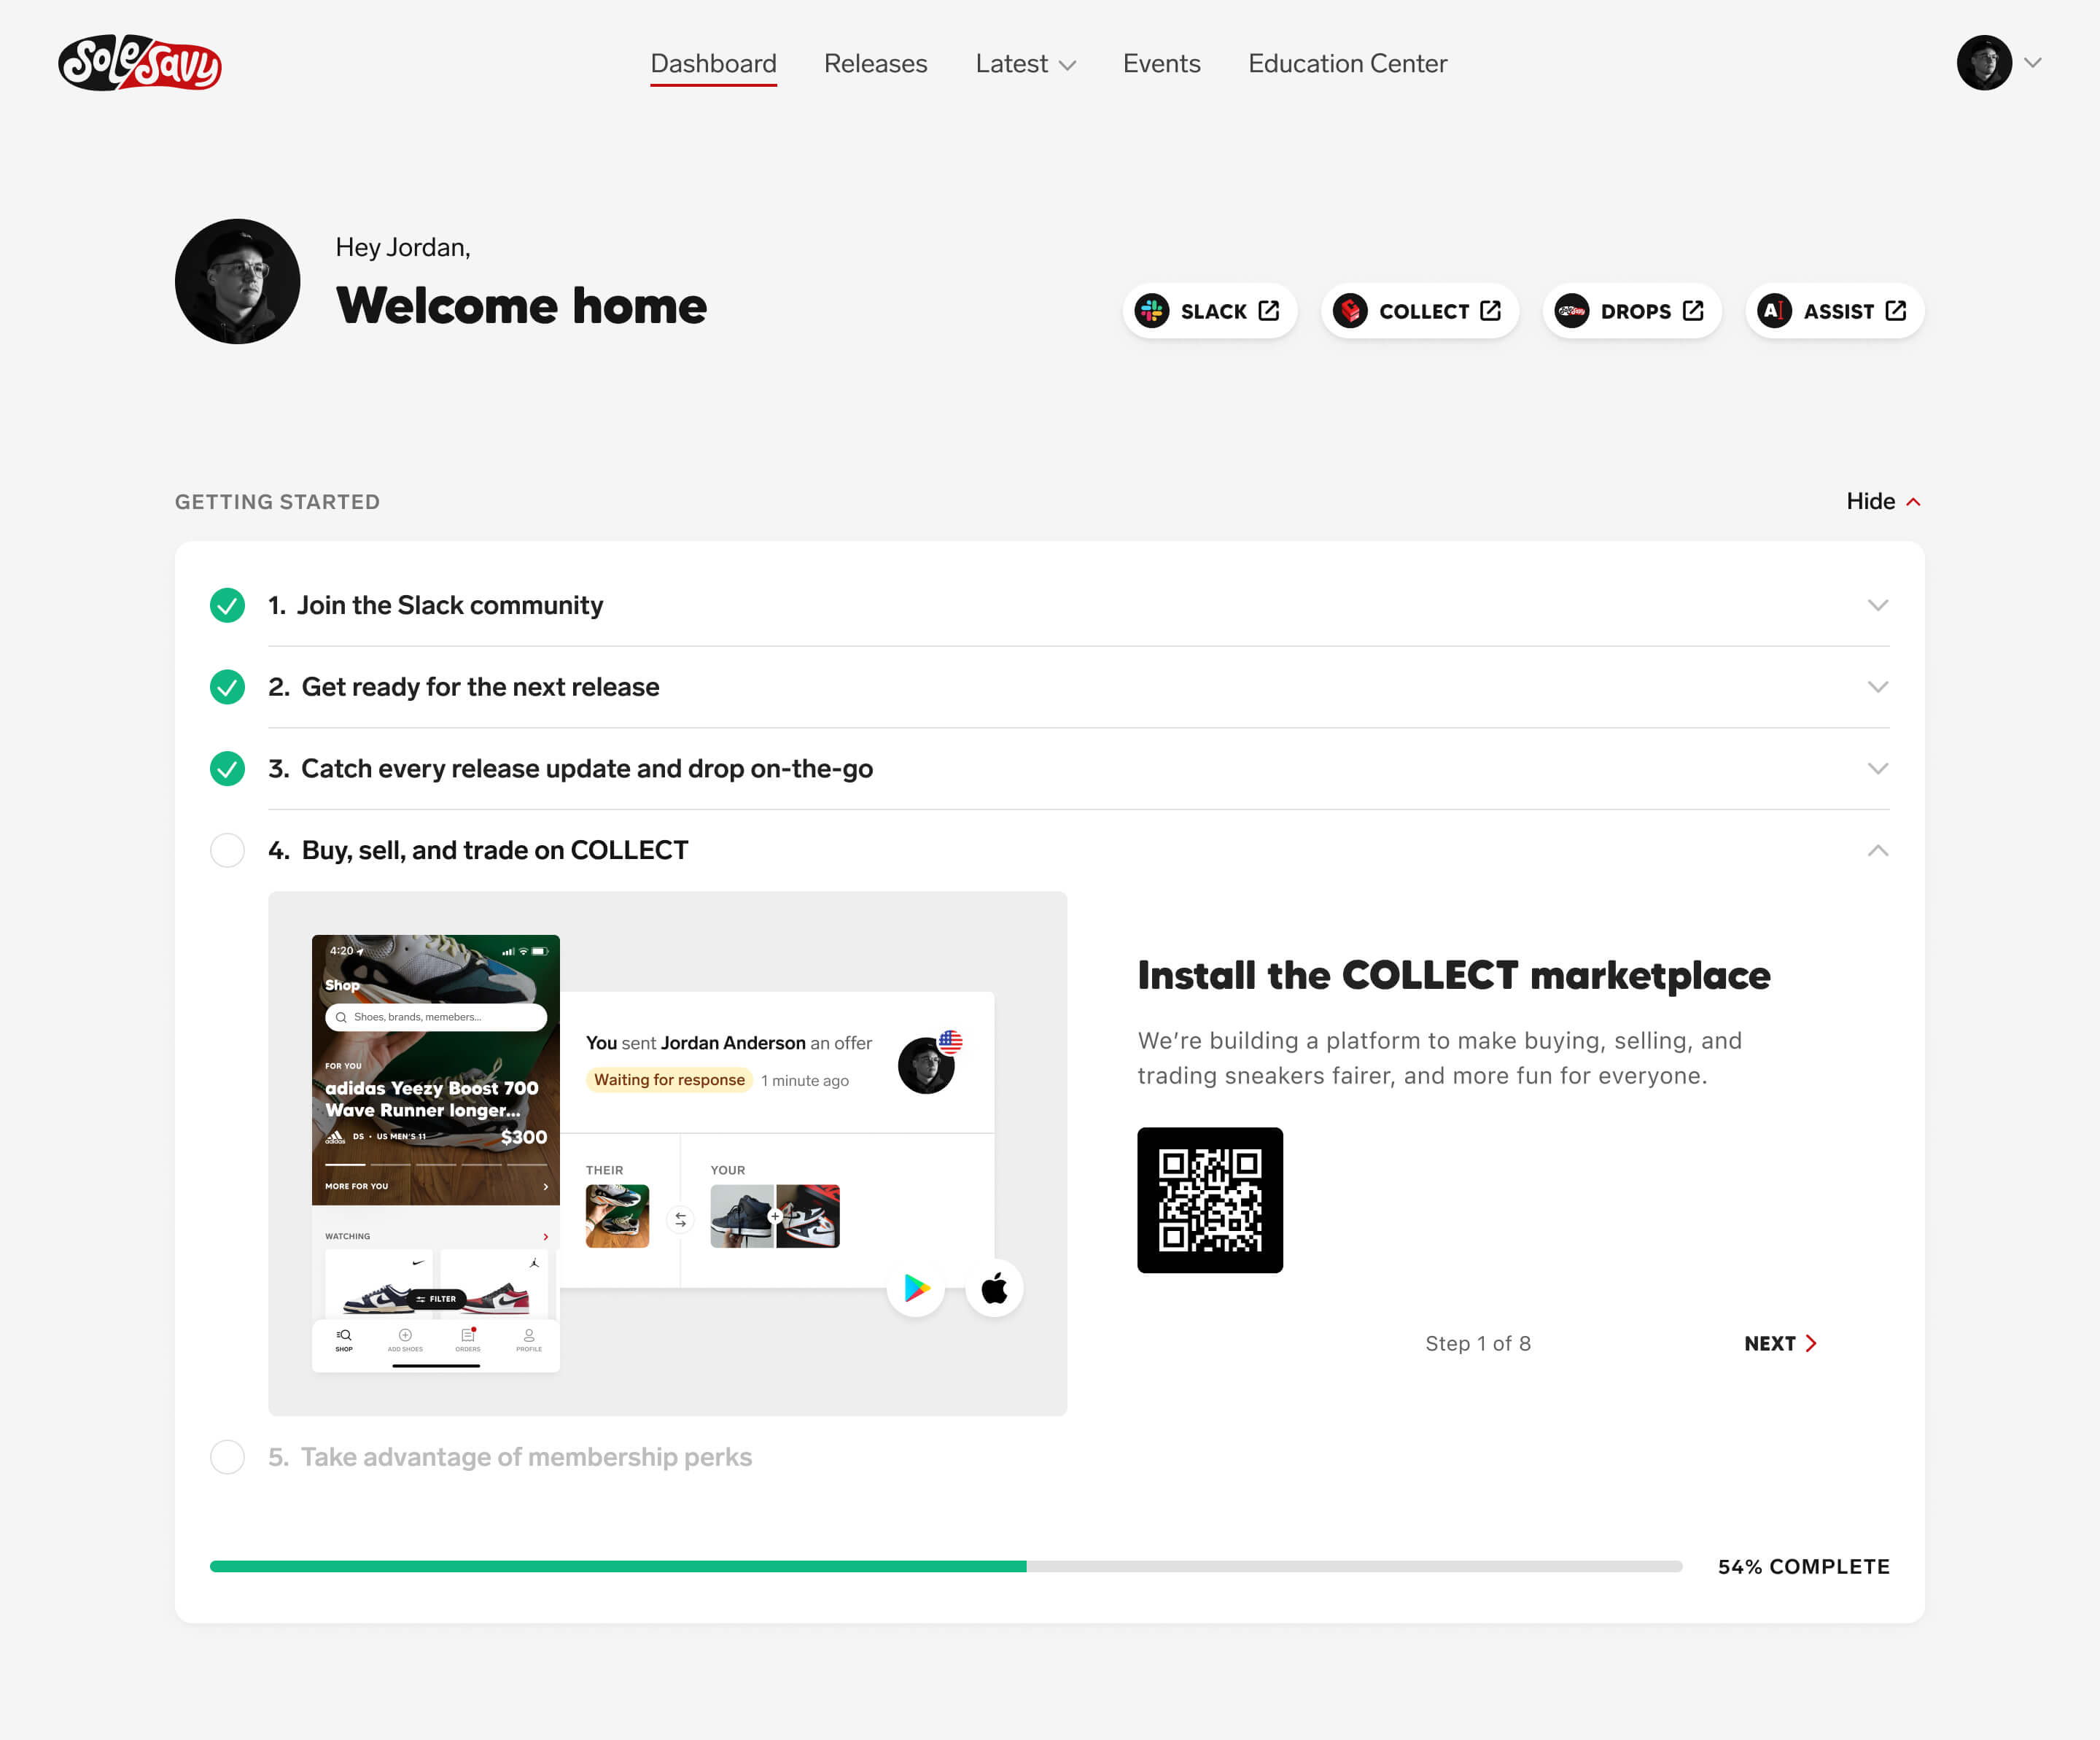 SoleSavy
Dashboard
Releases
Latest
Events
Education Center
Hey Jordan,
Welcome home
SLACK
COLLECT
DROPS
AI ASSIST
GETTING STARTED
Hide
1. Join the Slack community
2. Get ready for the next release
3. Catch every release update and drop on-the-go
4. Buy, sell, and trade on COLLECT
4:20
Shop
Shoes, brands, memebers...
FOR YOU
adidas Yeezy Boost 700
Wave Runner longer...
adidas DS • US MEN'S 11 $300
MORE FOR YOU
WATCHING
FILTER
SHOP
ADD SHOES
ORDERS
PROFILE
You sent Jordan Anderson an offer
Waiting for response 1 minute ago
THEIR
YOUR
Install the COLLECT marketplace
We’re building a platform to make buying, selling, and
trading sneakers fairer, and more fun for everyone.
Step 1 of 8
NEXT
5. Take advantage of membership perks
54% COMPLETE